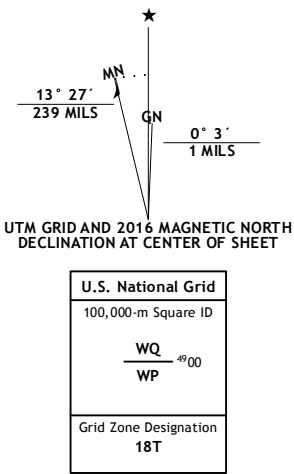 ★
MN
13° 27´
239 MILS
GN
0° 3´
1 MILS
UTM GRID AND 2016 MAGNETIC NORTH
DECLINATION AT CENTER OF SHEET
U.S. National Grid
100,000-m Square ID
WQ
4900
WP
Grid Zone Designation
18T